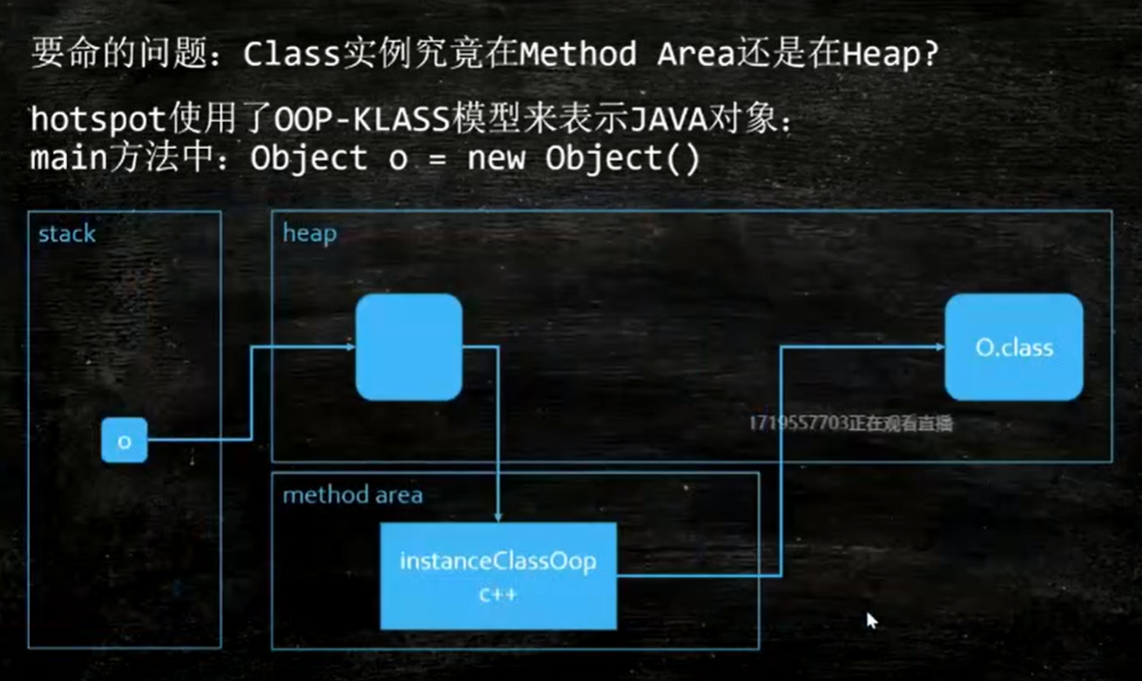 要命的问题：Class实例究竟在Method Area还是在Heap?
hotspot使用了OOP-KLASS模型来表示JAVA对象：
main方法中：Object o = new Object()
stack
heap
O.class
1719557703正在观看直播
o
method area
instanceClassOop
c++